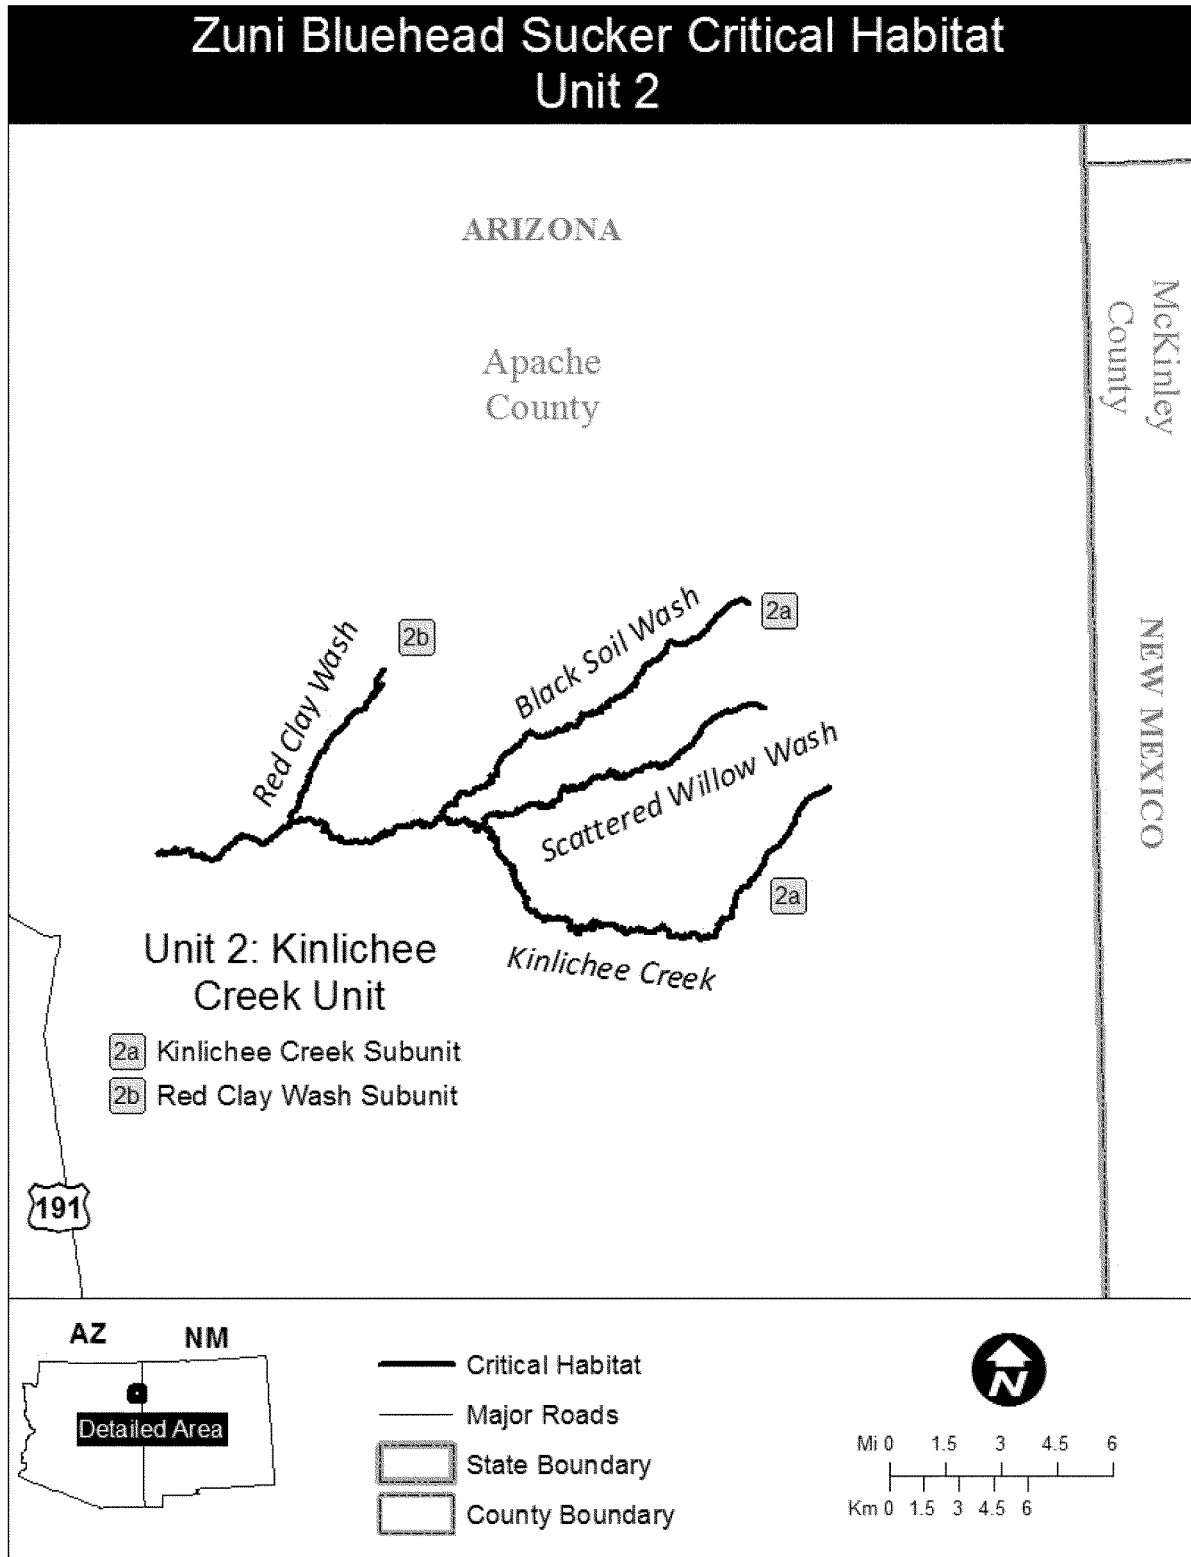 Zuni Bluehead Sucker Critical Habitat
Unit 2
ARIZONA
Apache
County
McKinley
County
NEW MEXICO
Red Clay Wash
2b
Black Soil Wash
2a
Scattered Willow Wash
2a
Kinlichee Creek
Unit 2: Kinlichee
Creek Unit
2a Kinlichee Creek Subunit
2b Red Clay Wash Subunit
191
AZ NM
Detailed Area
Critical Habitat
Major Roads
State Boundary
County Boundary
N
Mi 0 1.5 3 4.5 6
Km 0 1.5 3 4.5 6